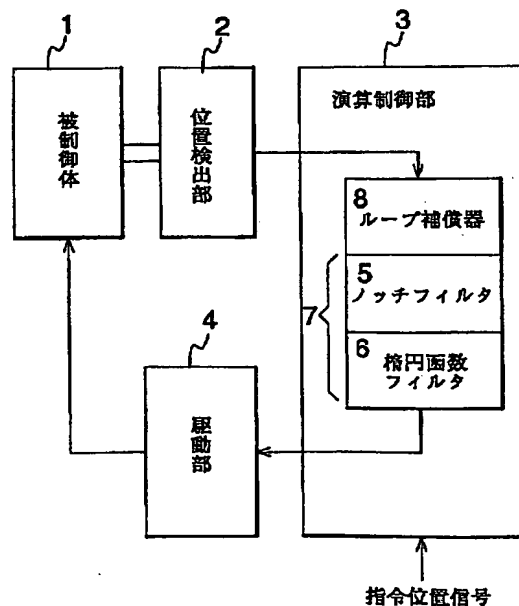 1
2
3
被制御体
位置検出部
演算制御部
8
ループ補償器
5
ノッチフィルタ
7
6
楕円函数
フィルタ
4
駆動部
指令位置信号